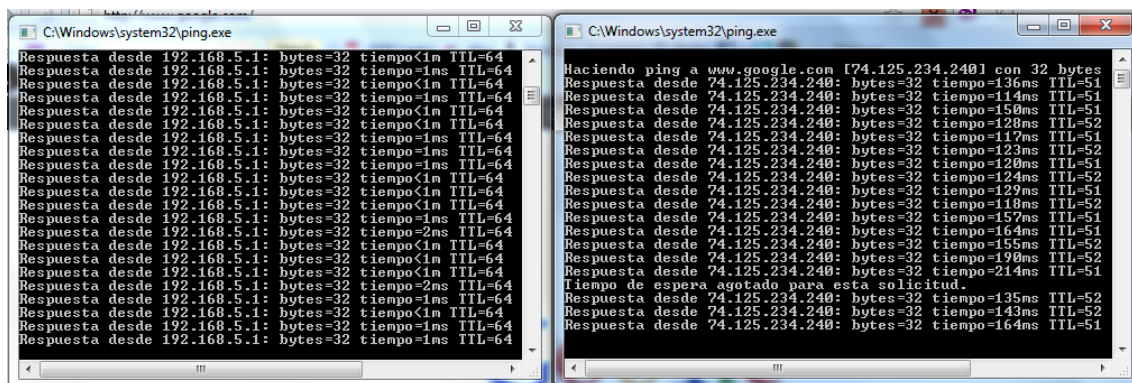 http://www.google.com/
C:\Windows\system32\ping.exe
Respuesta desde 192.168.5.1: bytes=32 tiempo<1m TTL=64
Respuesta desde 192.168.5.1: bytes=32 tiempo=1ms TTL=64
Respuesta desde 192.168.5.1: bytes=32 tiempo<1m TTL=64
Respuesta desde 192.168.5.1: bytes=32 tiempo=1ms TTL=64
Respuesta desde 192.168.5.1: bytes=32 tiempo<1m TTL=64
Respuesta desde 192.168.5.1: bytes=32 tiempo<1m TTL=64
Respuesta desde 192.168.5.1: bytes=32 tiempo=1ms TTL=64
Respuesta desde 192.168.5.1: bytes=32 tiempo=1ms TTL=64
Respuesta desde 192.168.5.1: bytes=32 tiempo=1ms TTL=64
Respuesta desde 192.168.5.1: bytes=32 tiempo<1m TTL=64
Respuesta desde 192.168.5.1: bytes=32 tiempo<1m TTL=64
Respuesta desde 192.168.5.1: bytes=32 tiempo<1m TTL=64
Respuesta desde 192.168.5.1: bytes=32 tiempo=1ms TTL=64
Respuesta desde 192.168.5.1: bytes=32 tiempo=2ms TTL=64
Respuesta desde 192.168.5.1: bytes=32 tiempo<1m TTL=64
Respuesta desde 192.168.5.1: bytes=32 tiempo<1m TTL=64
Respuesta desde 192.168.5.1: bytes=32 tiempo<1m TTL=64
Respuesta desde 192.168.5.1: bytes=32 tiempo=2ms TTL=64
Respuesta desde 192.168.5.1: bytes=32 tiempo=1ms TTL=64
Respuesta desde 192.168.5.1: bytes=32 tiempo<1m TTL=64
Respuesta desde 192.168.5.1: bytes=32 tiempo=1ms TTL=64
Respuesta desde 192.168.5.1: bytes=32 tiempo=1ms TTL=64
C:\Windows\system32\ping.exe
Haciendo ping a www.google.com [74.125.234.240] con 32 bytes
Respuesta desde 74.125.234.240: bytes=32 tiempo=136ms TTL=51
Respuesta desde 74.125.234.240: bytes=32 tiempo=114ms TTL=51
Respuesta desde 74.125.234.240: bytes=32 tiempo=150ms TTL=51
Respuesta desde 74.125.234.240: bytes=32 tiempo=128ms TTL=52
Respuesta desde 74.125.234.240: bytes=32 tiempo=117ms TTL=51
Respuesta desde 74.125.234.240: bytes=32 tiempo=123ms TTL=52
Respuesta desde 74.125.234.240: bytes=32 tiempo=120ms TTL=51
Respuesta desde 74.125.234.240: bytes=32 tiempo=124ms TTL=52
Respuesta desde 74.125.234.240: bytes=32 tiempo=129ms TTL=51
Respuesta desde 74.125.234.240: bytes=32 tiempo=118ms TTL=52
Respuesta desde 74.125.234.240: bytes=32 tiempo=157ms TTL=51
Respuesta desde 74.125.234.240: bytes=32 tiempo=164ms TTL=51
Respuesta desde 74.125.234.240: bytes=32 tiempo=155ms TTL=52
Respuesta desde 74.125.234.240: bytes=32 tiempo=190ms TTL=52
Respuesta desde 74.125.234.240: bytes=32 tiempo=214ms TTL=51
Tiempo de espera agotado para esta solicitud.
Respuesta desde 74.125.234.240: bytes=32 tiempo=135ms TTL=52
Respuesta desde 74.125.234.240: bytes=32 tiempo=143ms TTL=52
Respuesta desde 74.125.234.240: bytes=32 tiempo=164ms TTL=51